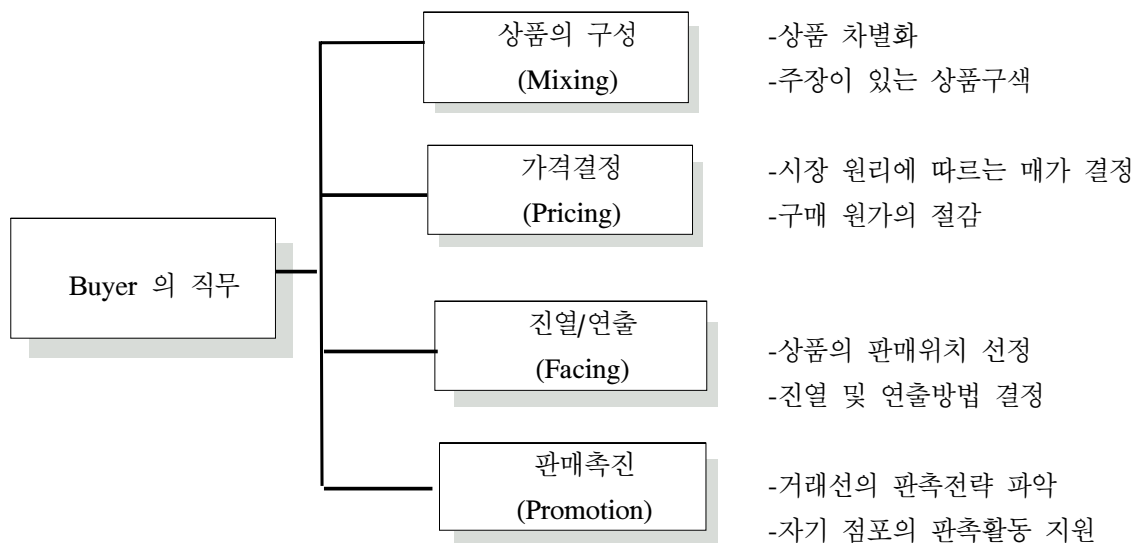 상품의 구성
(Mixing)
-상품 차별화
-주장이 있는 상품구색
가격결정
(Pricing)
-시장 원리에 따르는 매가 결정
-구매 원가의 절감
Buyer 의 직무
진열/연출
(Facing)
-상품의 판매위치 선정
-진열 및 연출방법 결정
판매촉진
(Promotion)
-거래선의 판촉전략 파악
-자기 점포의 판촉활동 지원